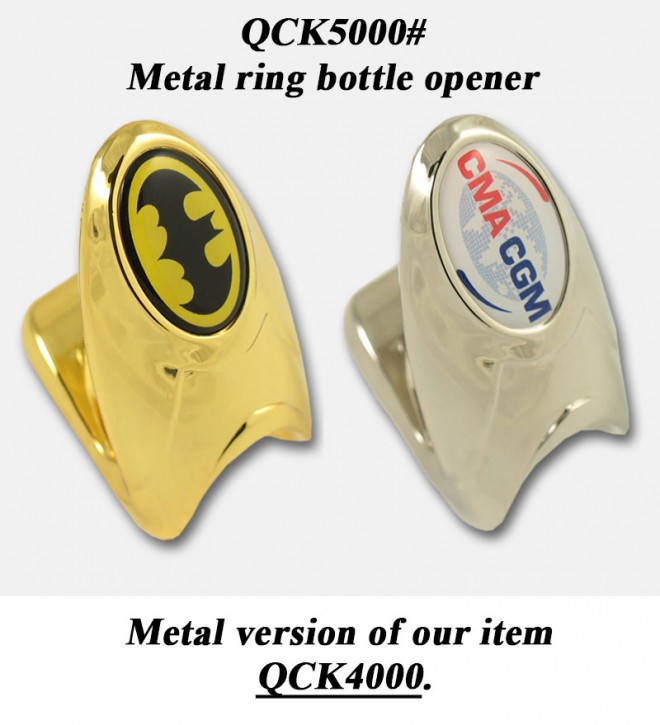 QCK5000#
Metal ring bottle opener
CMA CGM
Metal version of our item
QCK4000.